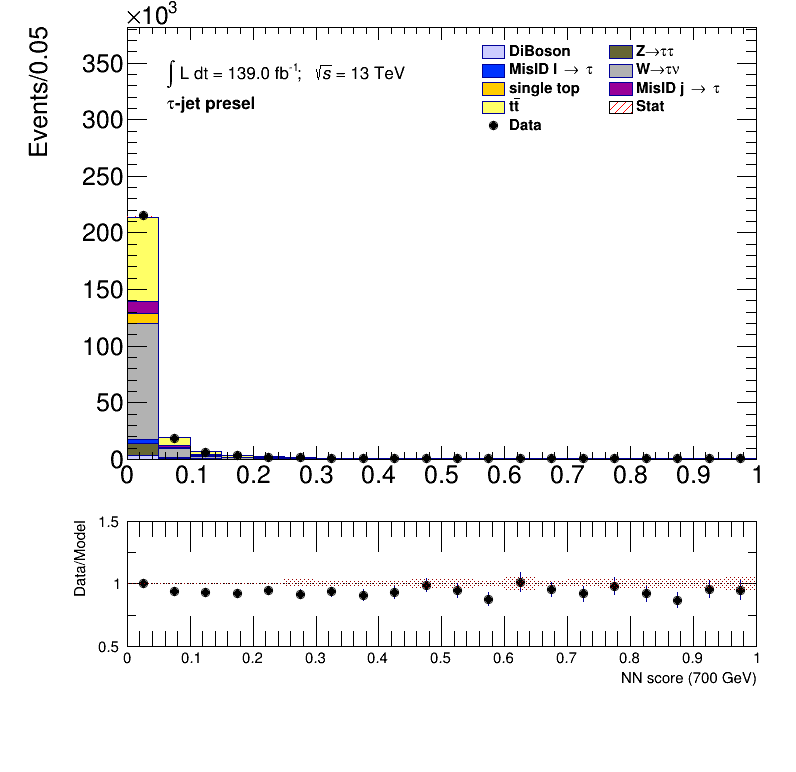 ×10³
Events/0.05
350
300
250
200
150
100
50
0
∫ L dt = 139.0 fb⁻¹; √s = 13 TeV
τ-jet presel
DiBoson
MisID l → τ
single top
tt̄
Data
Z→ττ
W→τν
MisID j → τ
Stat
0 0.1 0.2 0.3 0.4 0.5 0.6 0.7 0.8 0.9 1
Data/Model
1.5
1
0.5
0 0.1 0.2 0.3 0.4 0.5 0.6 0.7 0.8 0.9 1
NN score (700 GeV)